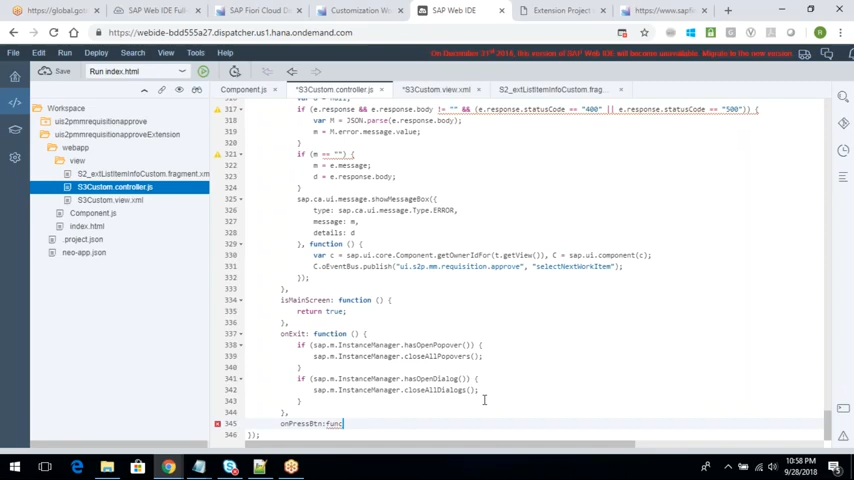 https://global.got
SAP Web IDE Full-
SAP Fiori Cloud D
Customization Wo
SAP Web IDE
Extension Project
https://www.sapfi
https://webide-bdd555a27.dispatcher.us1.hana.ondemand.com
File Edit Run Deploy Search View Tools Help
On December 31st 2018, this version of SAP Web IDE will become unavailable. Migrate to the new version.
Save Run index.html
Component.js *S3Custom.controller.js *S3Custom.view.xml S2_extListItemInfoCustom.frag...
Workspace
uis2pmmrequisitionapprove
uis2pmmrequisitionapproveExtension
webapp
view
S2_extListItemInfoCustom.fragment.xm
S3Custom.controller.js
S3Custom.view.xml
Component.js
index.html
.project.json
neo-app.json
317 if (e.response && e.response.body != "" && (e.response.statusCode == "400" || e.response.statusCode == "500")) {
318 var M = JSON.parse(e.response.body);
319 m = M.error.message.value;
320 }
321 if (m == "") {
322 m = e.message;
323 d = e.response.body;
324 }
325 sap.ca.ui.message.showMessageBox({
326 type: sap.ca.ui.message.Type.ERROR,
327 message: m,
328 details: d
329 }, function () {
330 var c = sap.ui.core.Component.getOwnerIdFor(t.getView()), C = sap.ui.component(c);
331 C.oEventBus.publish("ui.s2p.mm.requisition.approve", "selectNextWorkItem");
332 });
333 },
334 isMainScreen: function () {
335 return true;
336 },
337 onExit: function () {
338 if (sap.m.InstanceManager.hasOpenPopover()) {
339 sap.m.InstanceManager.closeAllPopovers();
340 }
341 if (sap.m.InstanceManager.hasOpenDialog()) {
342 sap.m.InstanceManager.closeAllDialogs();
343 }
344 },
345 onPressBtn:func
346 });
10:58 PM
9/28/2018